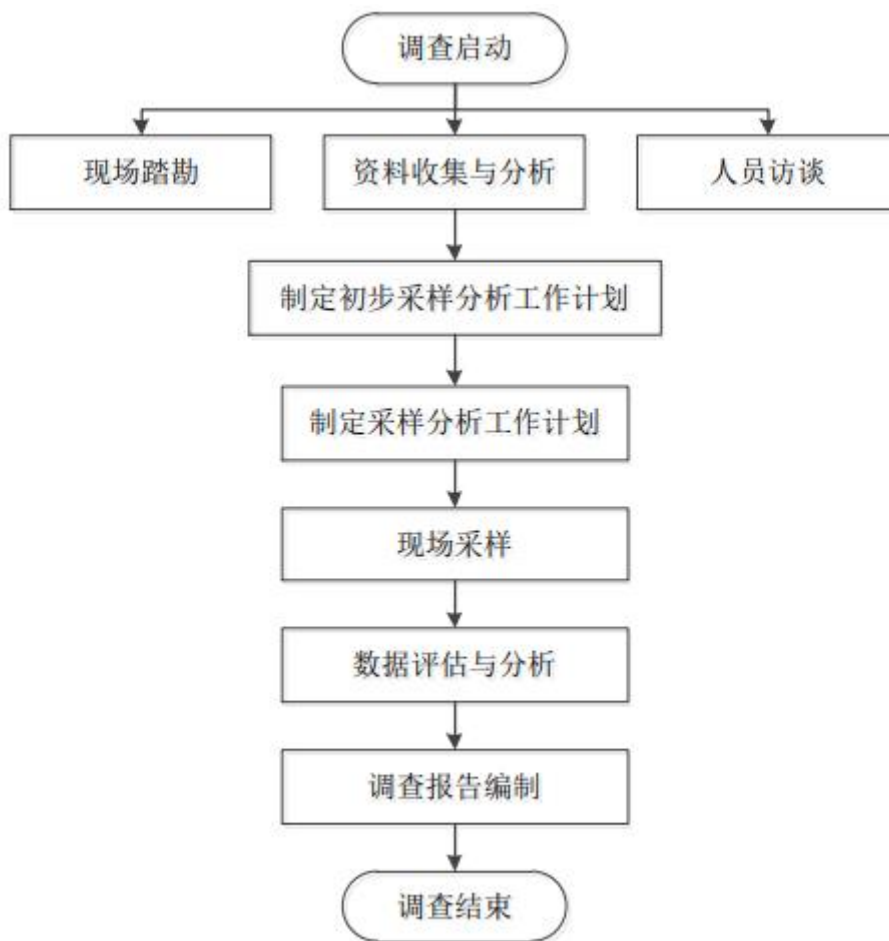 调查启动
现场踏勘
资料收集与分析
人员访谈
制定初步采样分析工作计划
制定采样分析工作计划
现场采样
数据评估与分析
调查报告编制
调查结束